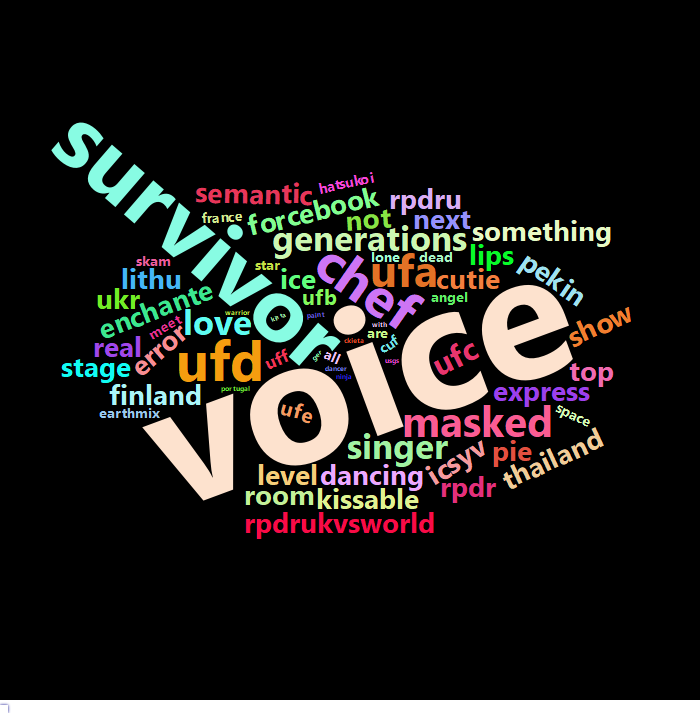 survivor
semantic
hatsukoi
france
forcebook
not
rpdru
next
generations
something
skam
star
lone
dead
lips
lithu
ice
chef
ufa
cutie
pekin
ukr
enchante
ufb
angel
warrior
love
paint
with
show
real
meet
error
are
cuf
ufc
stage
ufd
uff
all
usgs
top
dancer
ninja
voice
finland
portugal
express
earthmix
ufe
masked
space
singer
icsyv
pie
thailand
level
dancing
rpdr
room
kissable
rpdrukvsworld